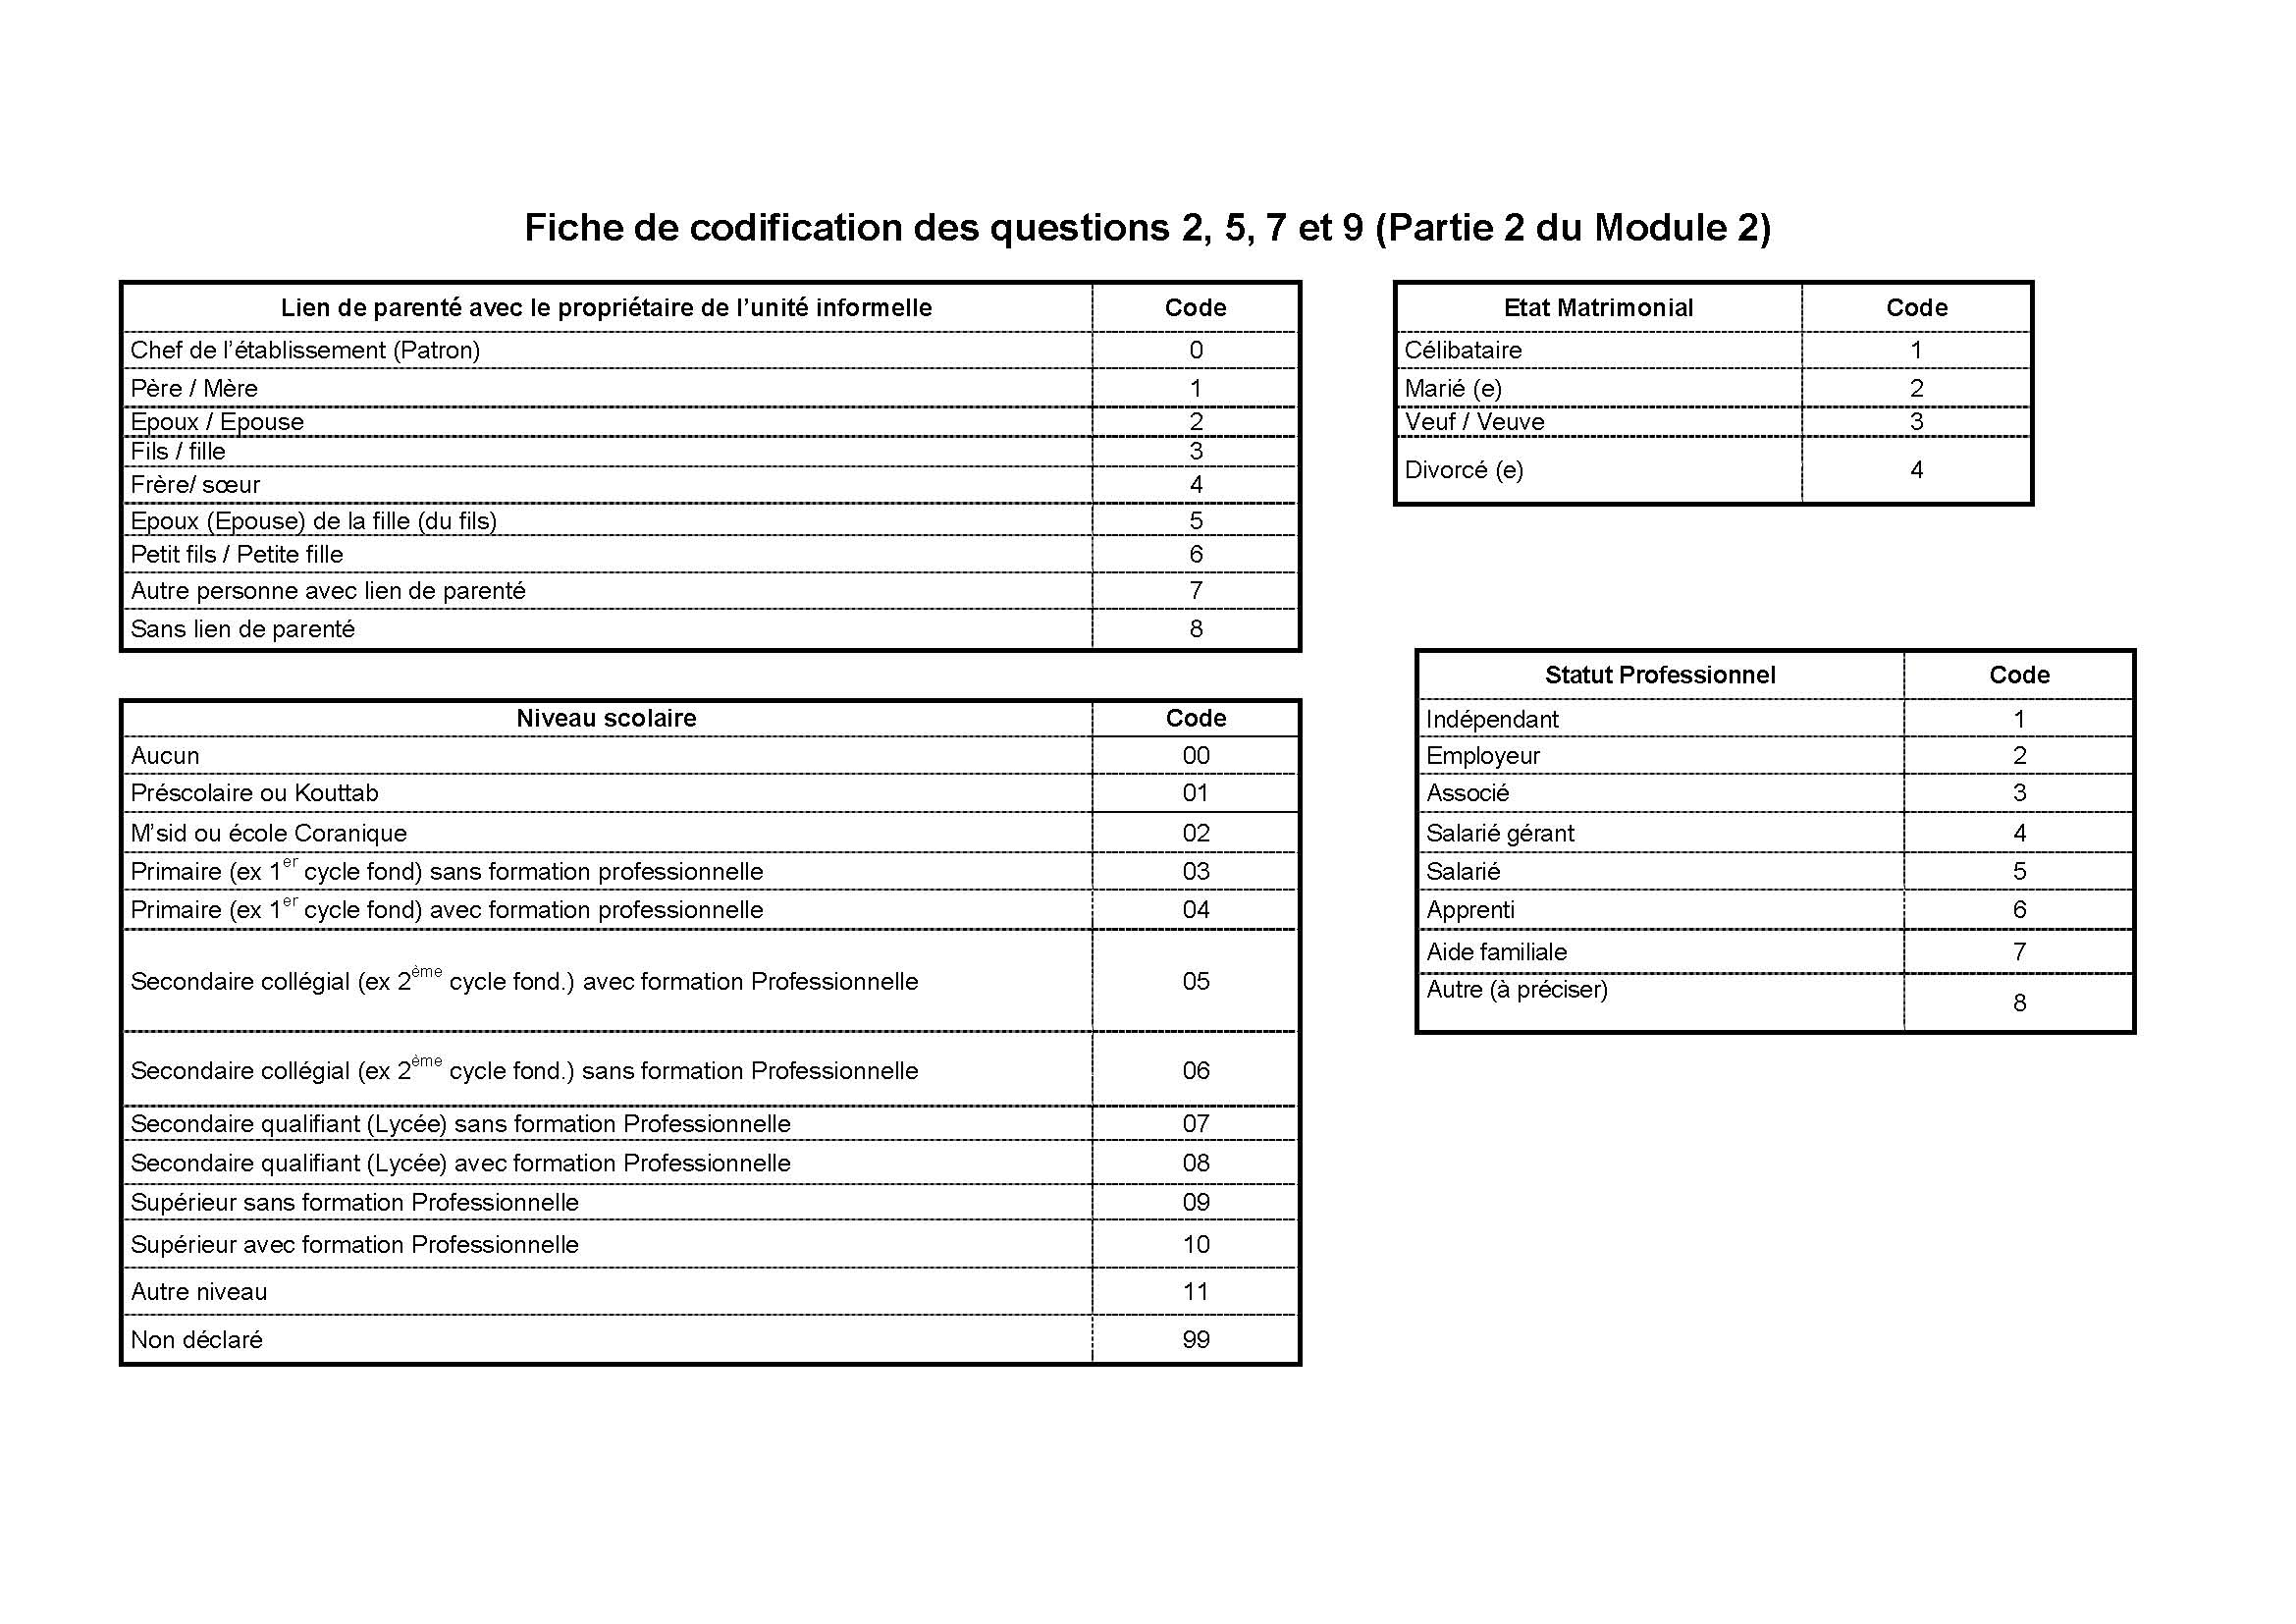 Fiche de codification des questions 2, 5, 7 et 9 (Partie 2 du Module 2)
Lien de parenté avec le propriétaire de l’unité informelle Code
Chef de l’établissement (Patron) 0
Père / Mère 1
Epoux / Epouse 2
Fils / fille 3
Frère/ sœur 4
Epoux (Epouse) de la fille (du fils) 5
Petit fils / Petite fille 6
Autre personne avec lien de parenté 7
Sans lien de parenté 8
Etat Matrimonial Code
Célibataire 1
Marié (e) 2
Veuf / Veuve 3
Divorcé (e) 4
Niveau scolaire Code
Aucun 00
Préscolaire ou Kouttab 01
M’sid ou école Coranique 02
Primaire (ex 1er cycle fond) sans formation professionnelle 03
Primaire (ex 1er cycle fond) avec formation professionnelle 04
Secondaire collégial (ex 2ème cycle fond.) avec formation Professionnelle 05
Secondaire collégial (ex 2ème cycle fond.) sans formation Professionnelle 06
Secondaire qualifiant (Lycée) sans formation Professionnelle 07
Secondaire qualifiant (Lycée) avec formation Professionnelle 08
Supérieur sans formation Professionnelle 09
Supérieur avec formation Professionnelle 10
Autre niveau 11
Non déclaré 99
Statut Professionnel Code
Indépendant 1
Employeur 2
Associé 3
Salarié gérant 4
Salarié 5
Apprenti 6
Aide familiale 7
Autre (à préciser) 8